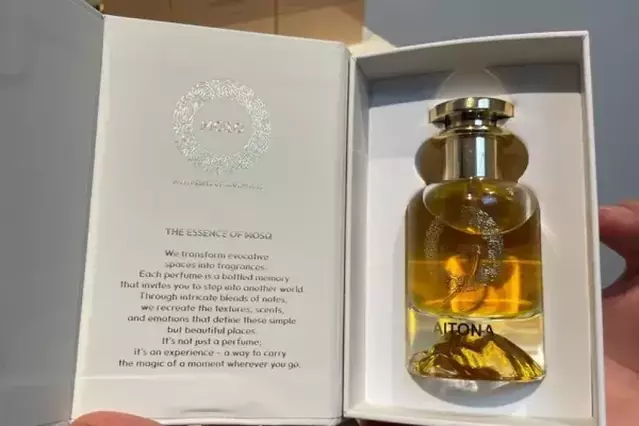 MOSQ
THE ESSENCE OF MOSQ
We transform evocative
spaces into fragrances.
Each perfume is a bottled memory
that invites you to step into another world.
Through intricate blends of notes,
we recreate the textures, scents,
and emotions that define those simple
but beautiful places.
It's not just a perfume;
it's an experience – a way to carry
the magic of a moment wherever you go.
AITONA